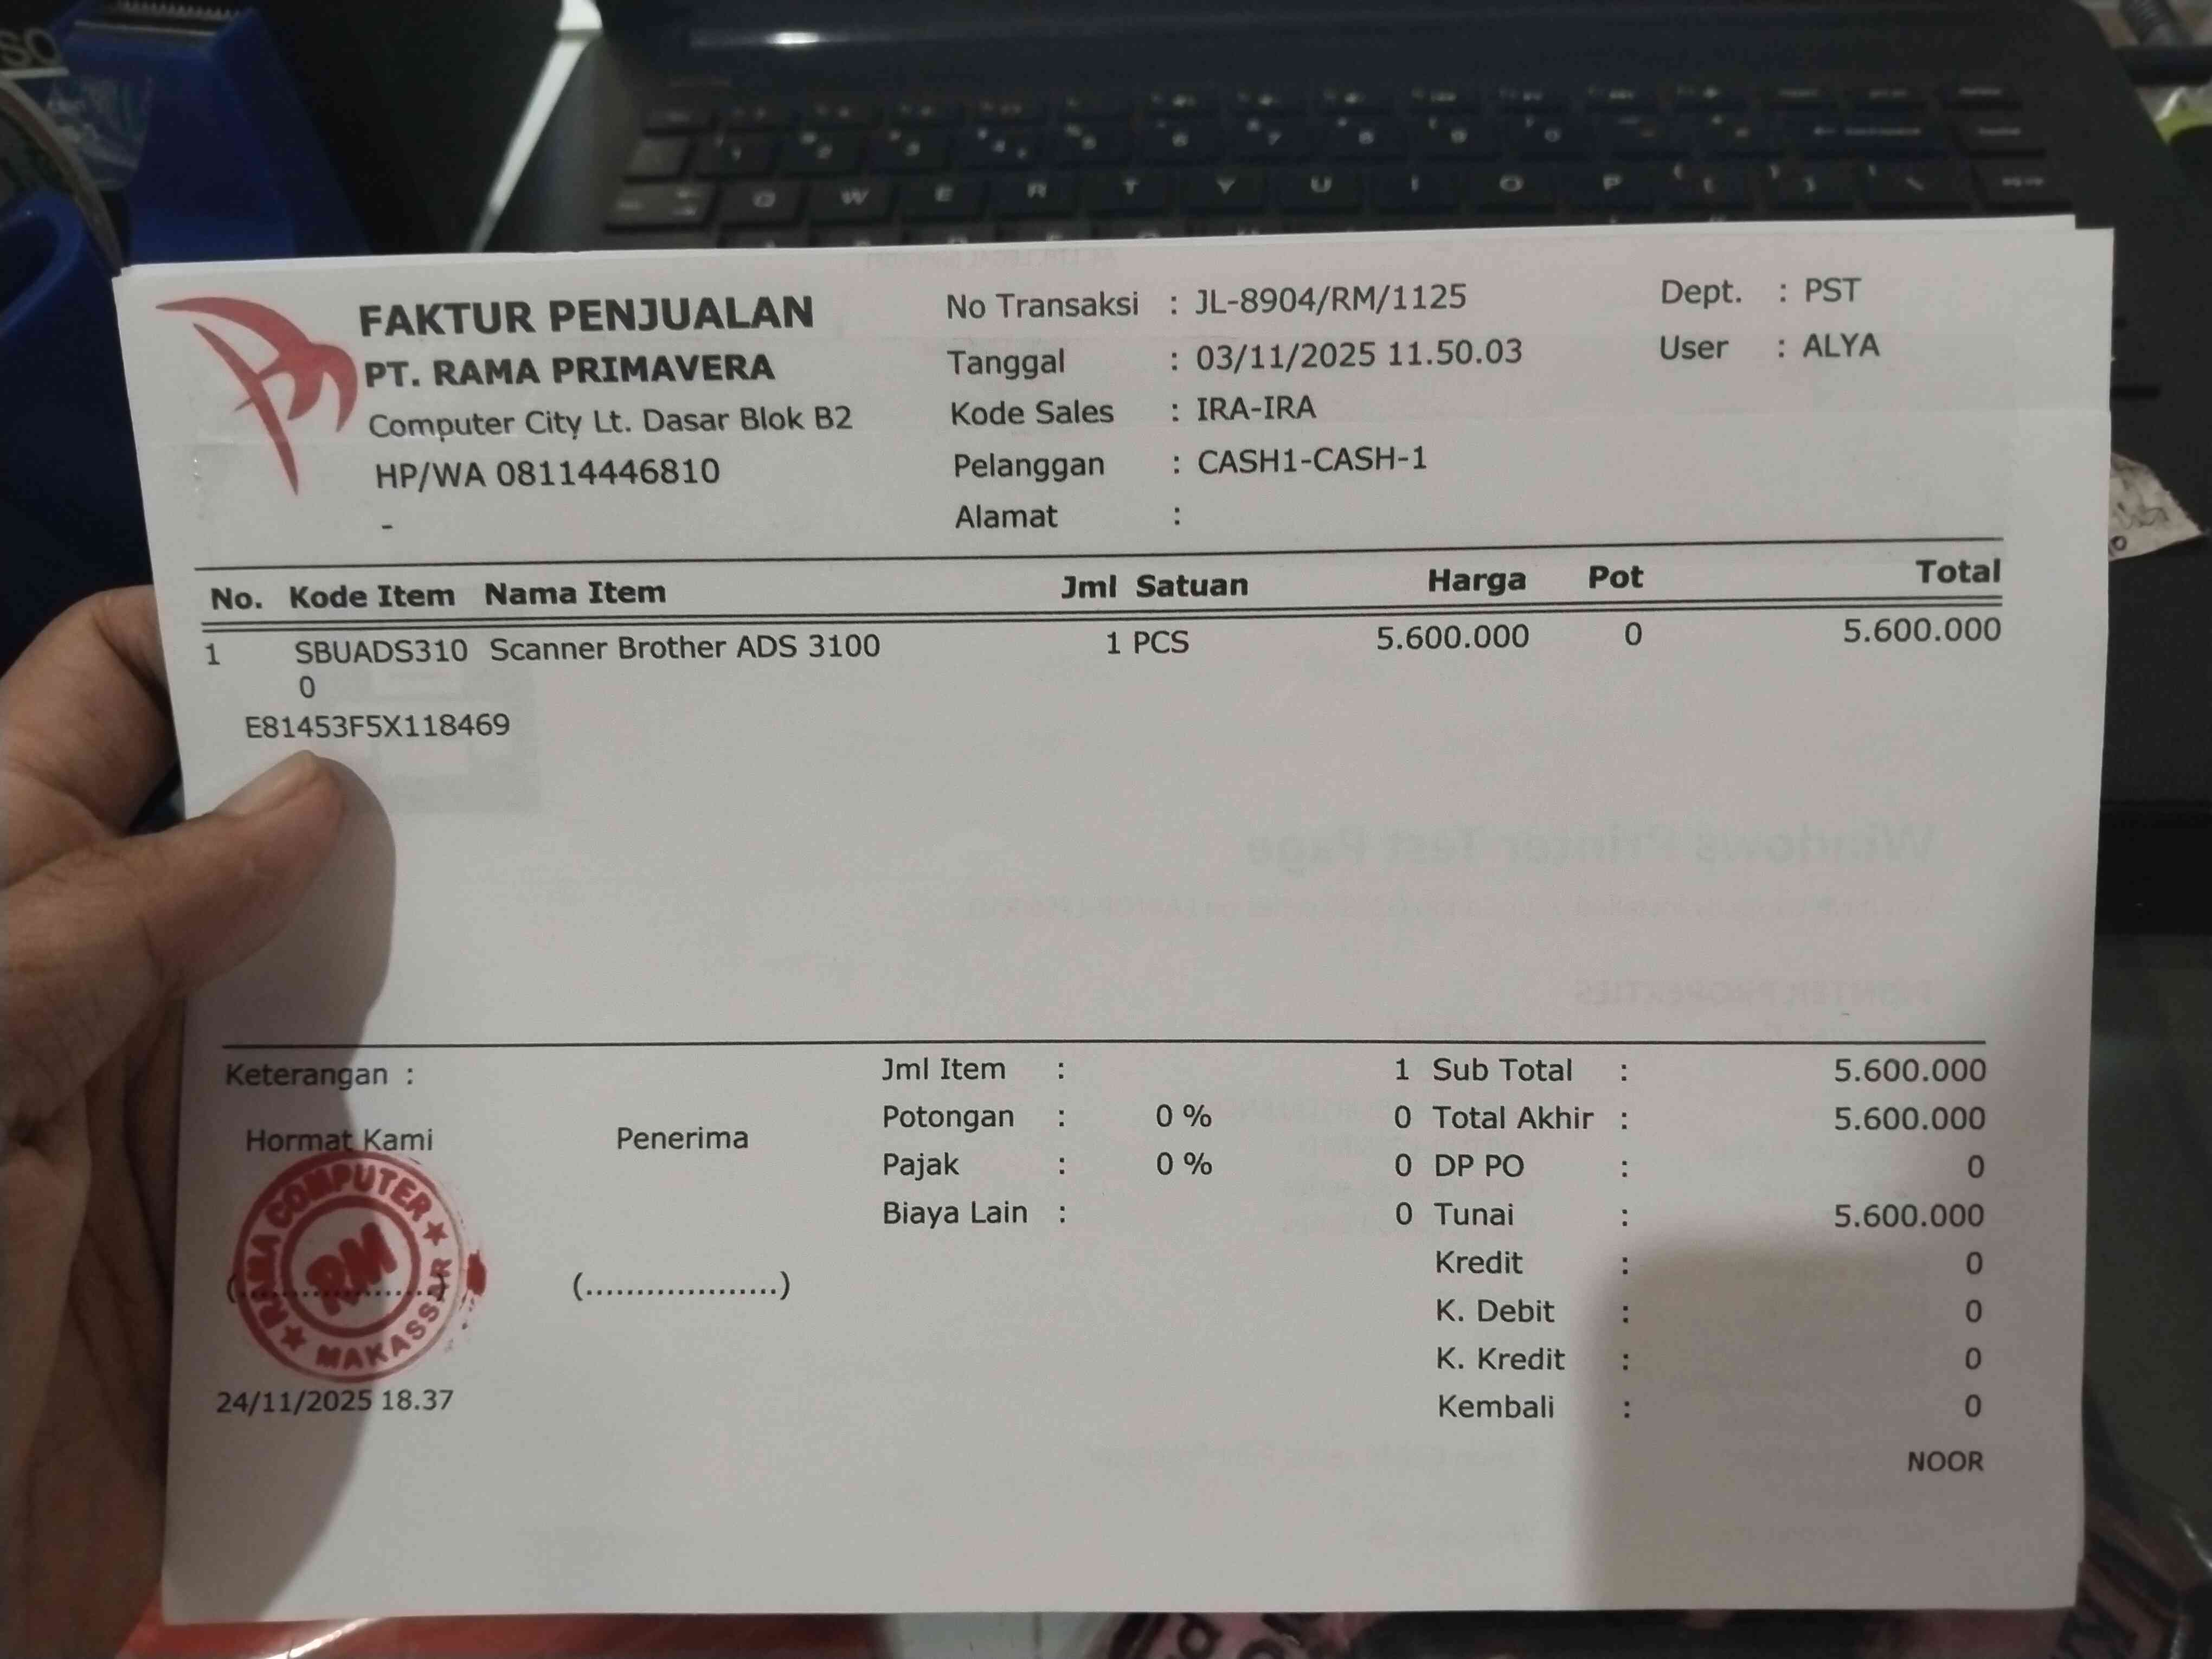 FAKTUR PENJUALAN
PT. RAMA PRIMAVERA
Computer City Lt. Dasar Blok B2
HP/WA 08114446810
-
No Transaksi : JL-8904/RM/1125
Tanggal : 03/11/2025 11.50.03
Kode Sales : IRA-IRA
Pelanggan : CASH1-CASH-1
Alamat :
Dept. : PST
User : ALYA
No. Kode Item Nama Item Jml Satuan Harga Pot Total
1 SBUADS310 Scanner Brother ADS 3100 1 PCS 5.600.000 0 5.600.000
0
E81453F5X118469
Keterangan :
Hormat Kami Penerima
RAMA COMPUTER
RM
MAKASSAR
(...................) (...................)
24/11/2025 18.37
Jml Item : 1
Potongan : 0 % 0
Pajak : 0 % 0
Biaya Lain : 0
Sub Total : 5.600.000
Total Akhir : 5.600.000
DP PO : 0
Tunai : 5.600.000
Kredit : 0
K. Debit : 0
K. Kredit : 0
Kembali : 0
NOOR
Windows Printer Test Page
PRINTER PROPERTIES
Q W E R T Y U I O P